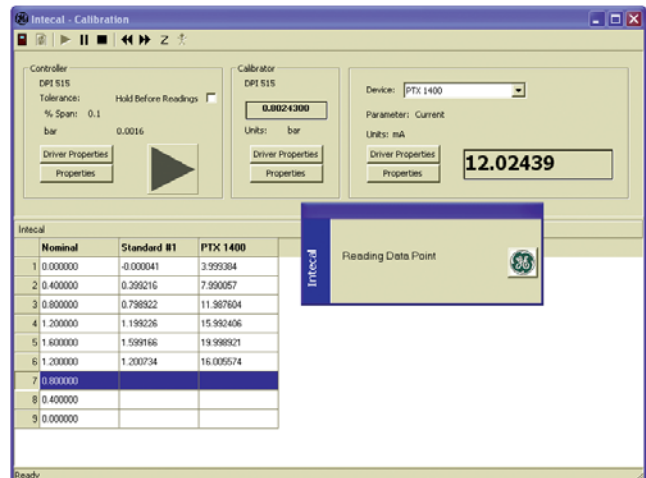 Intecal - Calibration
Z
Controller
DPI 515
Tolerance: Hold Before Readings
% Span: 0.1
bar 0.0016
Driver Properties
Properties
Calibrator
DPI 515
0.0024300
Units: bar
Driver Properties
Properties
Device: PTX 1400
Parameter: Current
Units: mA
Driver Properties
Properties
12.02439
Intecal
Nominal Standard #1 PTX 1400
1 0.000000 -0.000041 3.999384
2 0.400000 0.399216 7.990057
3 0.800000 0.798922 11.987604
4 1.200000 1.199226 15.992406
5 1.600000 1.599166 19.998921
6 1.200000 1.200734 16.005574
7 0.800000
8 0.400000
9 0.000000
Intecal
Reading Data Point
Ready